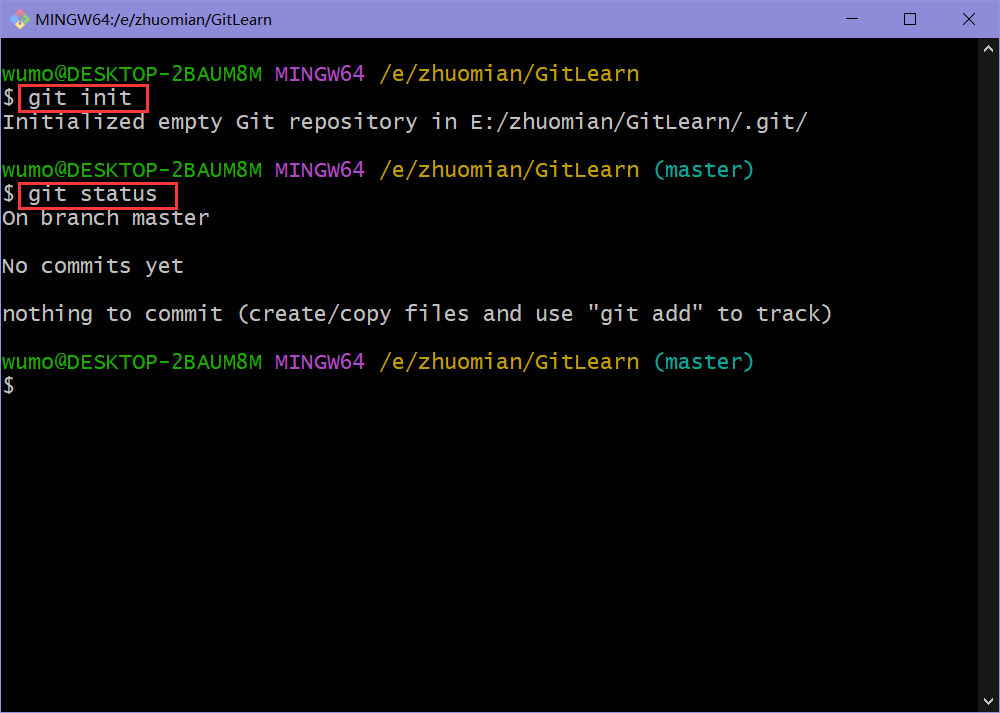 MINGW64:/e/zhuomian/GitLearn
wumo@DESKTOP-2BAUM8M MINGW64 /e/zhuomian/GitLearn
$ git init
Initialized empty Git repository in E:/zhuomian/GitLearn/.git/
wumo@DESKTOP-2BAUM8M MINGW64 /e/zhuomian/GitLearn (master)
$ git status
On branch master
No commits yet
nothing to commit (create/copy files and use "git add" to track)
wumo@DESKTOP-2BAUM8M MINGW64 /e/zhuomian/GitLearn (master)
$